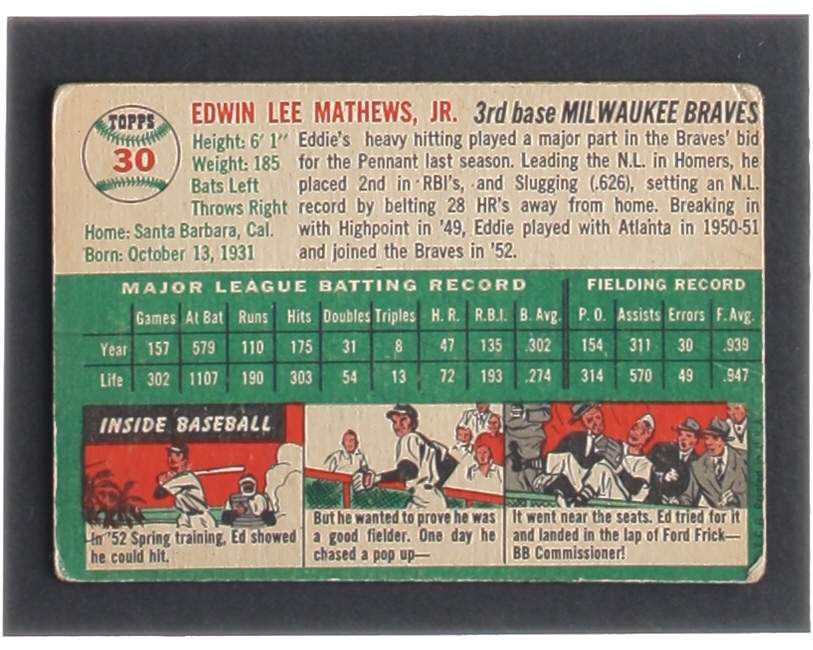 TOPPS
30
EDWIN LEE MATHEWS, JR. 3rd base MILWAUKEE BRAVES
Height: 6' 1"
Weight: 185
Bats Left
Throws Right
Home: Santa Barbara, Cal.
Born: October 13, 1931
Eddie's heavy hitting played a major part in the Braves' bid
for the Pennant last season. Leading the N.L. in Homers, he
placed 2nd in RBI's, and Slugging (.626), setting an N.L.
record by belting 28 HR's away from home. Breaking in
with Highpoint in '49, Eddie played with Atlanta in 1950-51
and joined the Braves in '52.
MAJOR LEAGUE BATTING RECORD FIELDING RECORD
Games At Bat Runs Hits Doubles Triples H. R. R.B.I. B. Avg. P. O. Assists Errors F. Avg.
Year 157 579 110 175 31 8 47 135 .302 154 311 30 .939
Life 302 1107 190 303 54 13 72 193 .274 314 570 49 .947
INSIDE BASEBALL
In '52 Spring training, Ed showed
he could hit.
But he wanted to prove he was
a good fielder. One day he
chased a pop up—
It went near the seats. Ed tried for it
and landed in the lap of Ford Frick—
BB Commissioner!